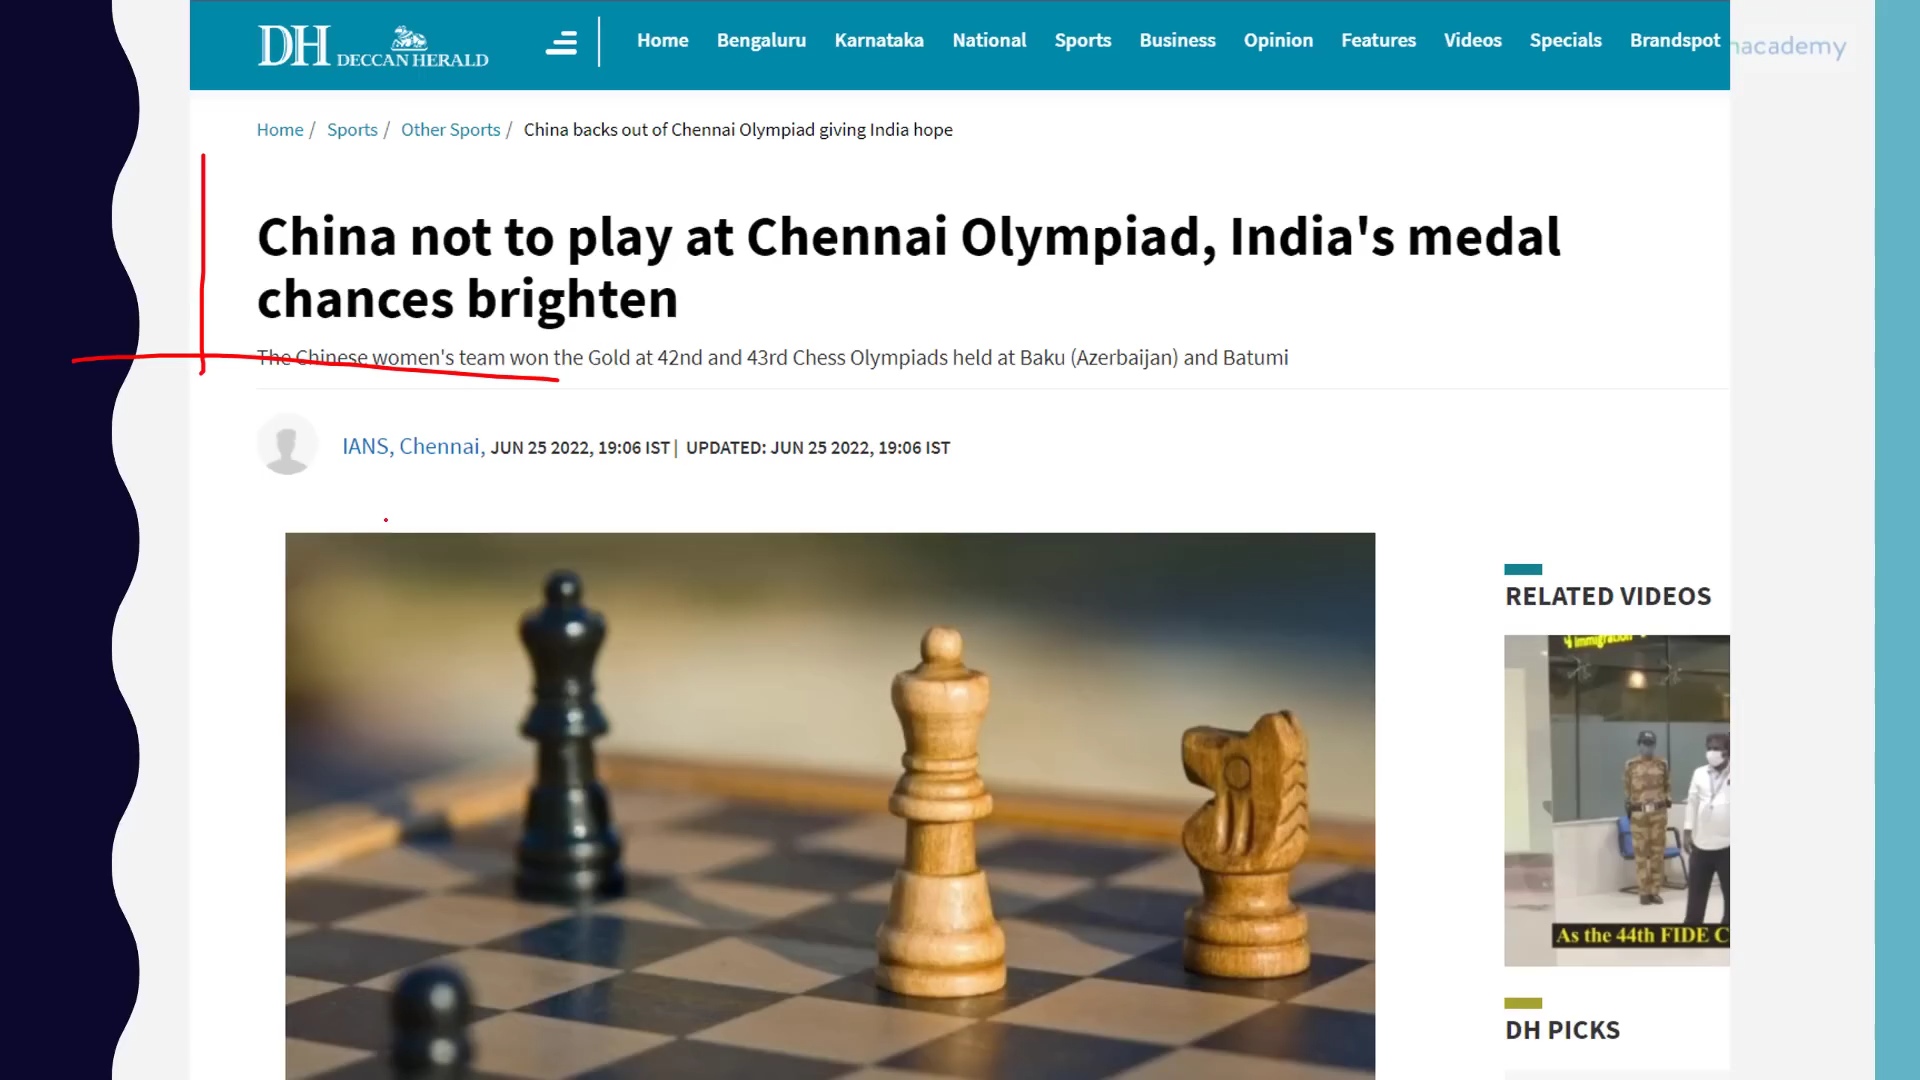 DH DECCAN HERALD
Home Bengaluru Karnataka National Sports Business Opinion Features Videos Specials Brandspot
nacademy
Home / Sports / Other Sports / China backs out of Chennai Olympiad giving India hope
China not to play at Chennai Olympiad, India's medal
chances brighten
The Chinese women's team won the Gold at 42nd and 43rd Chess Olympiads held at Baku (Azerbaijan) and Batumi
IANS, Chennai, JUN 25 2022, 19:06 IST | UPDATED: JUN 25 2022, 19:06 IST
RELATED VIDEOS
Immigration
As the 44th FIDE C
DH PICKS